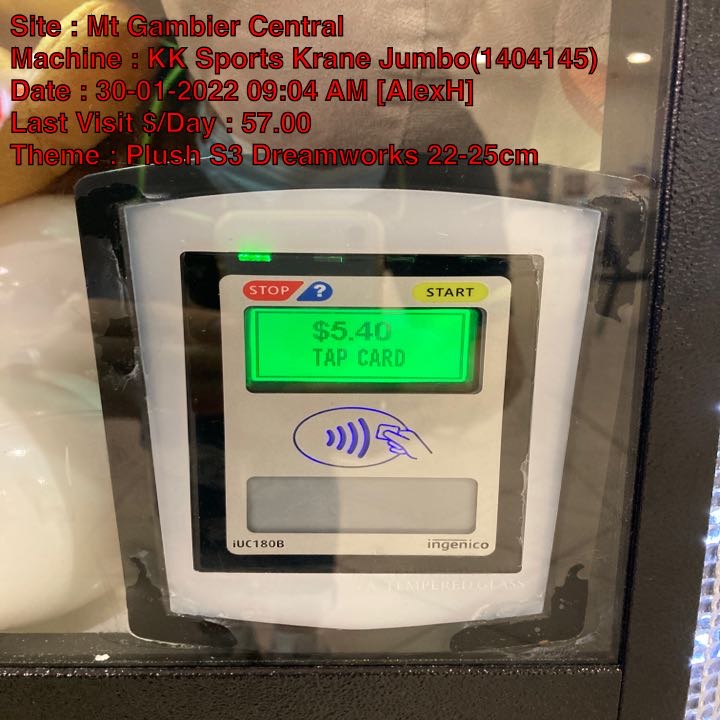 Site : Mt Gambier Central
Machine : KK Sports Krane Jumbo(1404145)
Date : 30-01-2022 09:04 AM [AlexH]
Last Visit $/Day : 57.00
Theme : Plush S3 Dreamworks 22-25cm
STOP ? START
$5.40
TAP CARD
iUC180B ingenico
TEMPERED GLASS